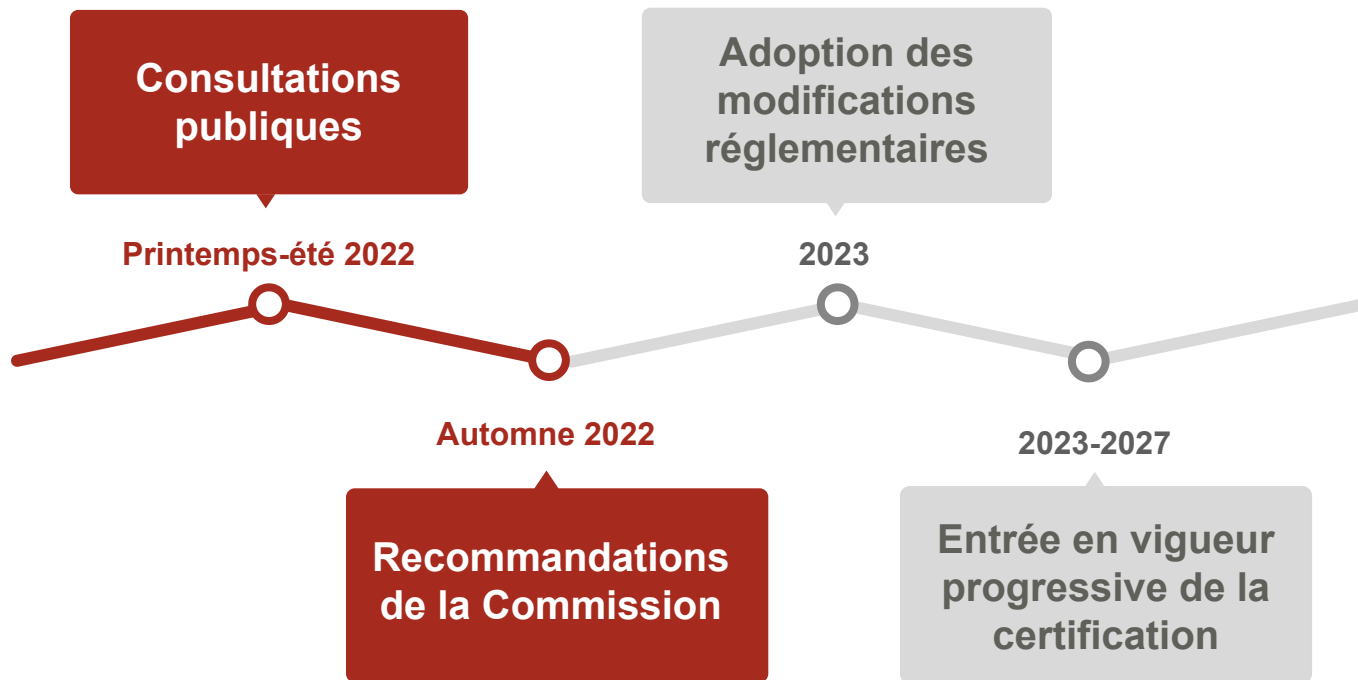 Consultations
publiques
Printemps-été 2022
Automne 2022
Recommandations
de la Commission
Adoption des
modifications
réglementaires
2023
2023-2027
Entrée en vigueur
progressive de la
certification